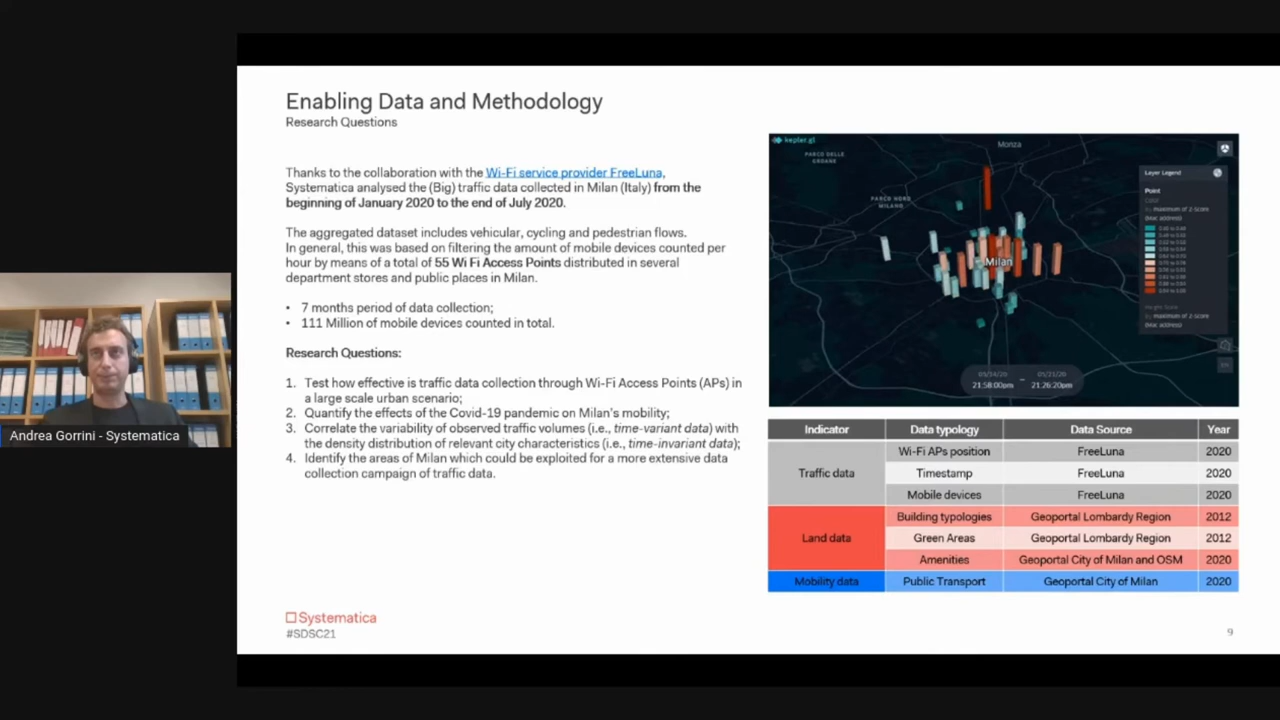 Enabling Data and Methodology
Research Questions
Thanks to the collaboration with the Wi-Fi service provider FreeLuna,
Systematica analysed the (Big) traffic data collected in Milan (Italy) from the
beginning of January 2020 to the end of July 2020.
The aggregated dataset includes vehicular, cycling and pedestrian flows.
In general, this was based on filtering the amount of mobile devices counted per
hour by means of a total of 55 Wi Fi Access Points distributed in several
department stores and public places in Milan.
• 7 months period of data collection;
• 111 Million of mobile devices counted in total.
Research Questions:
1. Test how effective is traffic data collection through Wi-Fi Access Points (APs) in
a large scale urban scenario;
2. Quantify the effects of the Covid-19 pandemic on Milan's mobility;
3. Correlate the variability of observed traffic volumes (i.e., time-variant data) with
the density distribution of relevant city characteristics (i.e., time-invariant data);
4. Identify the areas of Milan which could be exploited for a more extensive data
collection campaign of traffic data.
Systematica
#SDSC21
Andrea Gorrini - Systematica
kepler.gl
Monza
PARCO DELLE
GROANE
PARCO NORD
MILANO
Milan
Layer Legend
Point
Color
by maximum of Z-Score
(Mac address)
Height Scale
by maximum of Z-Score
(Mac address)
21:58:00pm - 21:26:20pm
Indicator Data typology Data Source Year
Traffic data
Wi-Fi APs position FreeLuna 2020
Timestamp FreeLuna 2020
Mobile devices FreeLuna 2020
Land data
Building typologies Geoportal Lombardy Region 2012
Green Areas Geoportal Lombardy Region 2012
Amenities Geoportal City of Milan and OSM 2020
Mobility data Public Transport Geoportal City of Milan 2020
9